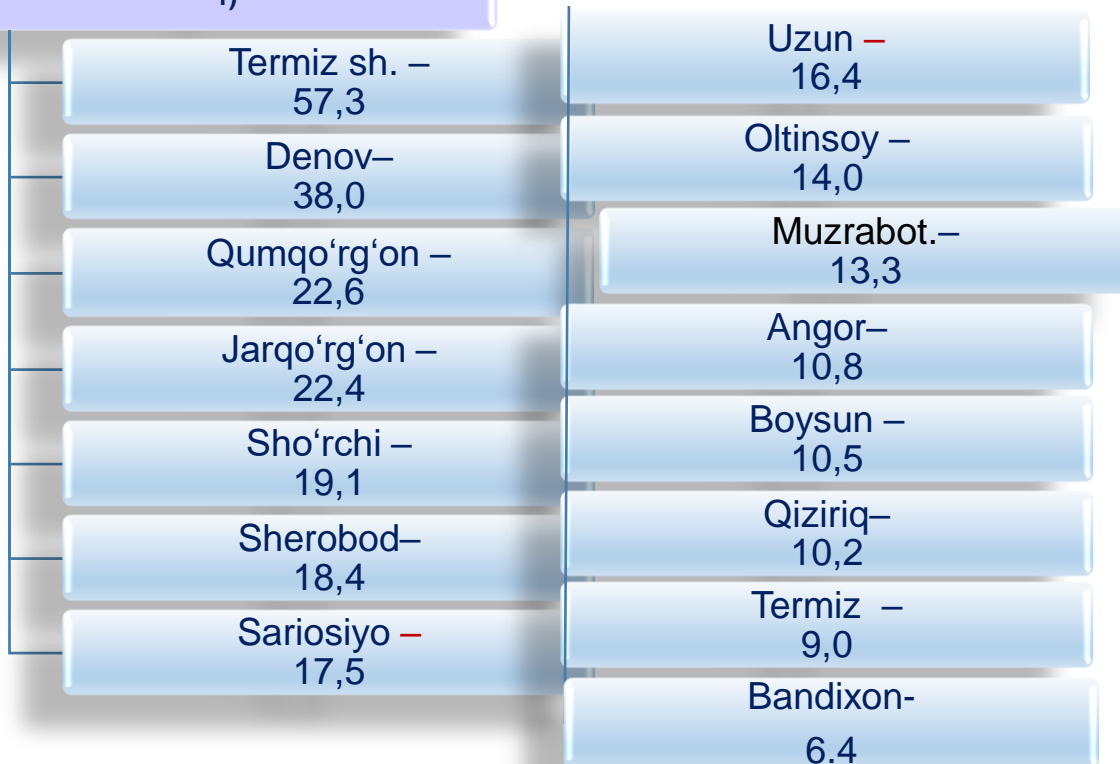 Termiz sh. –
57,3
Denov–
38,0
Qumqo‘rg‘on –
22,6
Jarqo‘rg‘on –
22,4
Sho‘rchi –
19,1
Sherobod–
18,4
Sariosiyo –
17,5
Uzun –
16,4
Oltinsoy –
14,0
Muzrabot.–
13,3
Angor–
10,8
Boysun –
10,5
Qiziriq–
10,2
Termiz –
9,0
Bandixon-
6.4